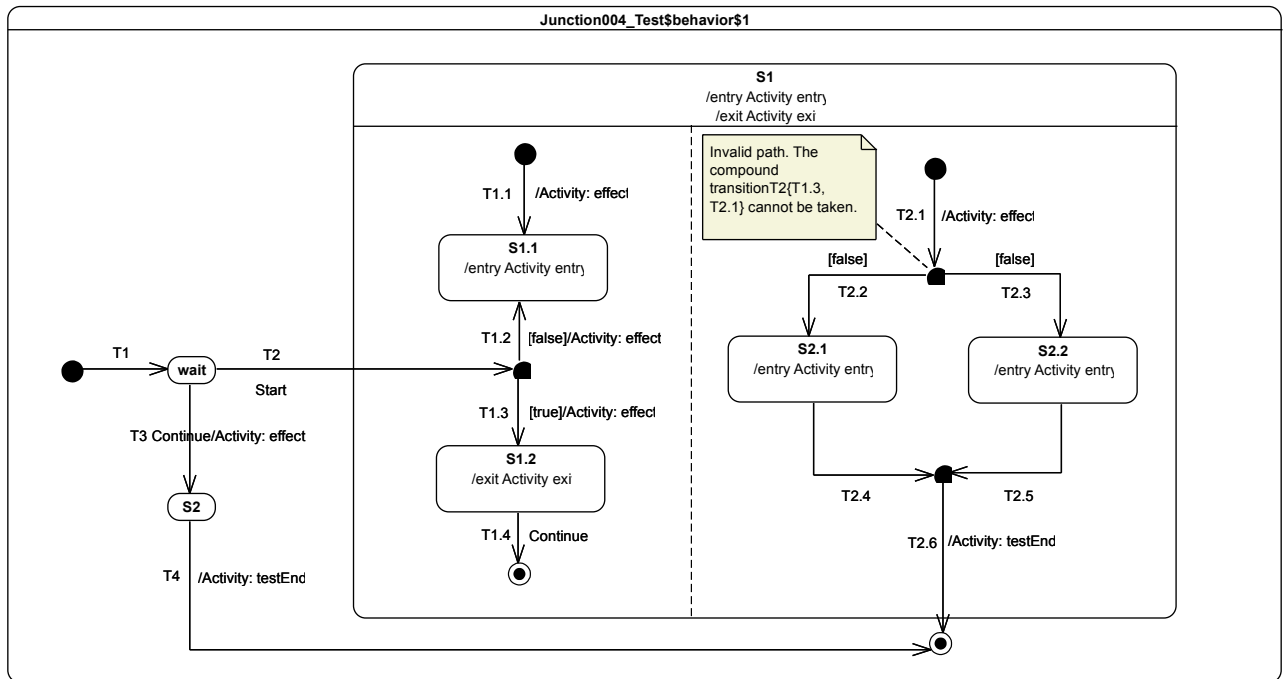 Junction004_Test$behavior$1
S1
/entry Activity entry
/exit Activity exi
Invalid path. The
compound
transitionT2{T1.3,
T2.1} cannot be taken.
T1.1 /Activity: effect
T2.1 /Activity: effect
S1.1
/entry Activity entry
[false]
[false]
T2.2
T2.3
T1.2 [false]/Activity: effect
S2.1
/entry Activity entry
S2.2
/entry Activity entry
T1
wait
T2
Start
T1.3 [true]/Activity: effect
T3 Continue/Activity: effect
S1.2
/exit Activity exi
S2
T2.4
T2.5
T1.4 Continue
T2.6 /Activity: testEnd
T4 /Activity: testEnd